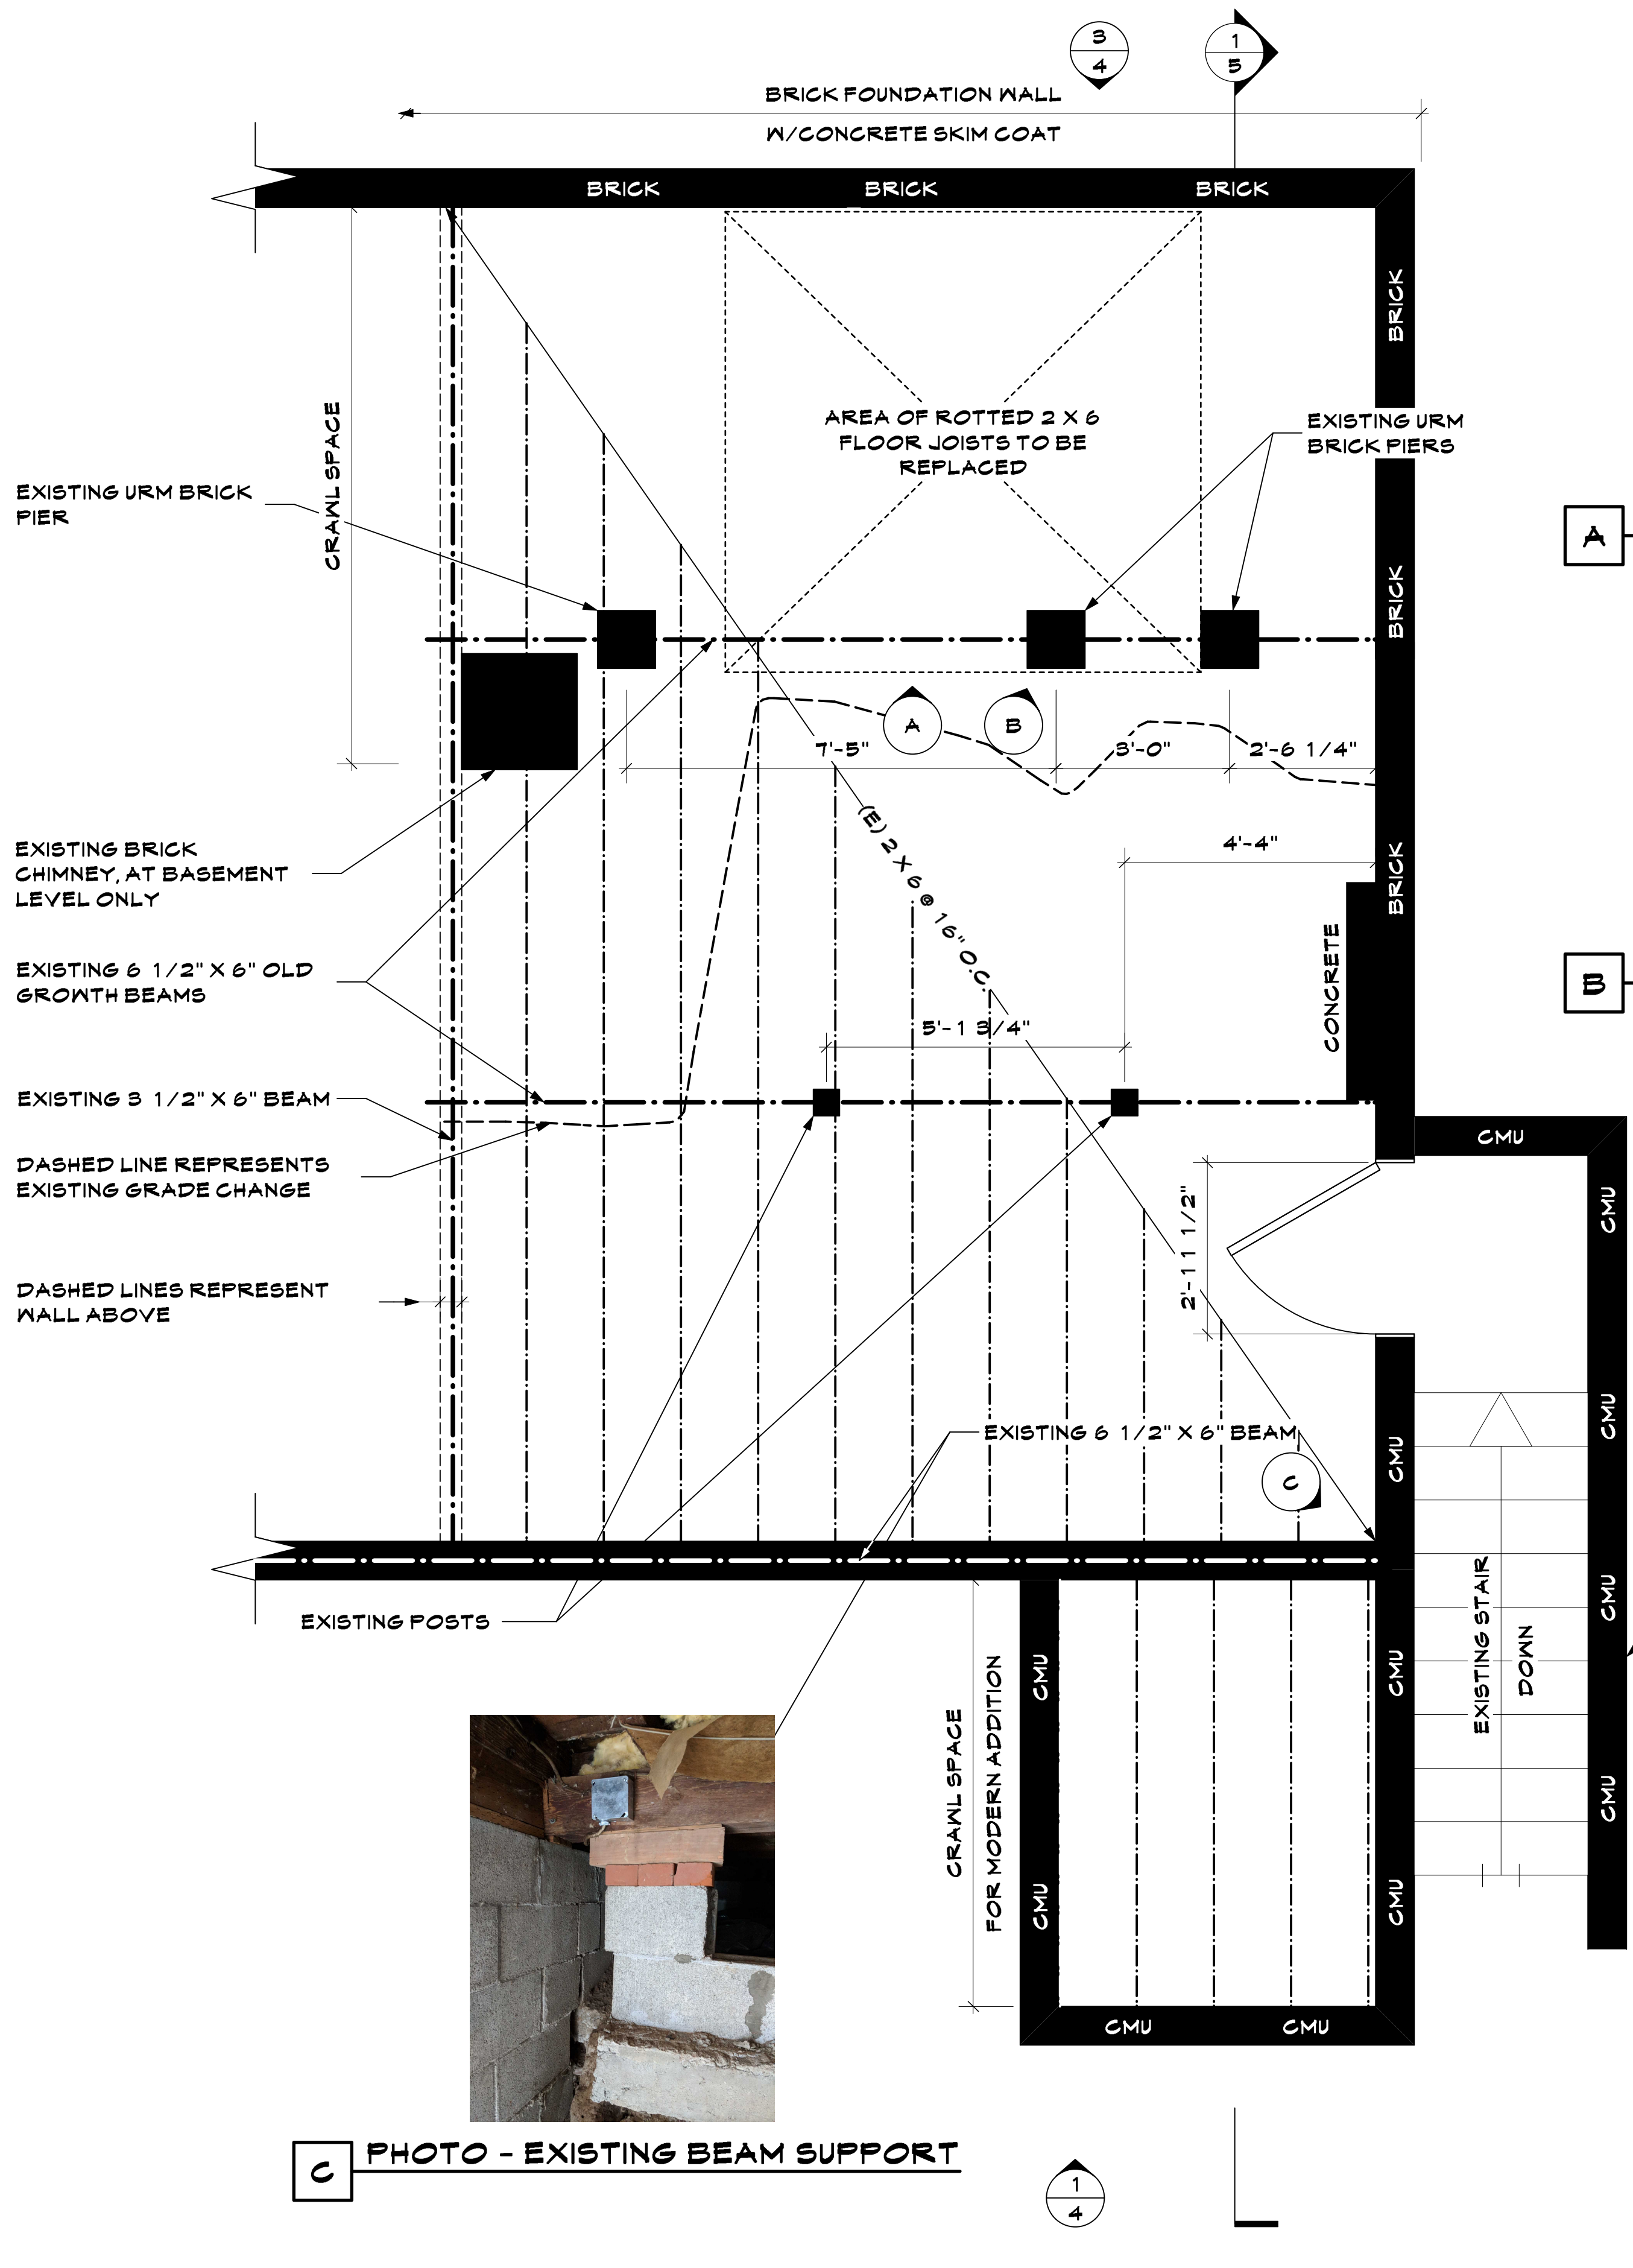 3
4
1
5
BRICK FOUNDATION WALL
W/CONCRETE SKIM COAT
BRICK
BRICK
BRICK
BRICK
CRAWL SPACE
AREA OF ROTTED 2 X 6
FLOOR JOISTS TO BE
REPLACED
EXISTING URM
BRICK PIERS
EXISTING URM BRICK
PIER
A
BRICK
A
B
7'-5"
3'-0"
2'-6 1/4"
(E) 2 X 6 @ 16" O.C.
4'-4"
BRICK
EXISTING BRICK
CHIMNEY, AT BASEMENT
LEVEL ONLY
EXISTING 6 1/2" X 6" OLD
GROWTH BEAMS
CONCRETE
B
5'-1 3/4"
EXISTING 3 1/2" X 6" BEAM
DASHED LINE REPRESENTS
EXISTING GRADE CHANGE
CMU
CMU
2'-11 1/2"
DASHED LINES REPRESENT
WALL ABOVE
EXISTING 6 1/2" X 6" BEAM
C
CMU
CMU
EXISTING POSTS
CMU
CMU
CMU
EXISTING STAIR
DOWN
CRAWL SPACE
FOR MODERN ADDITION
CMU
CMU
CMU
CMU
CMU
C
PHOTO - EXISTING BEAM SUPPORT
1
4